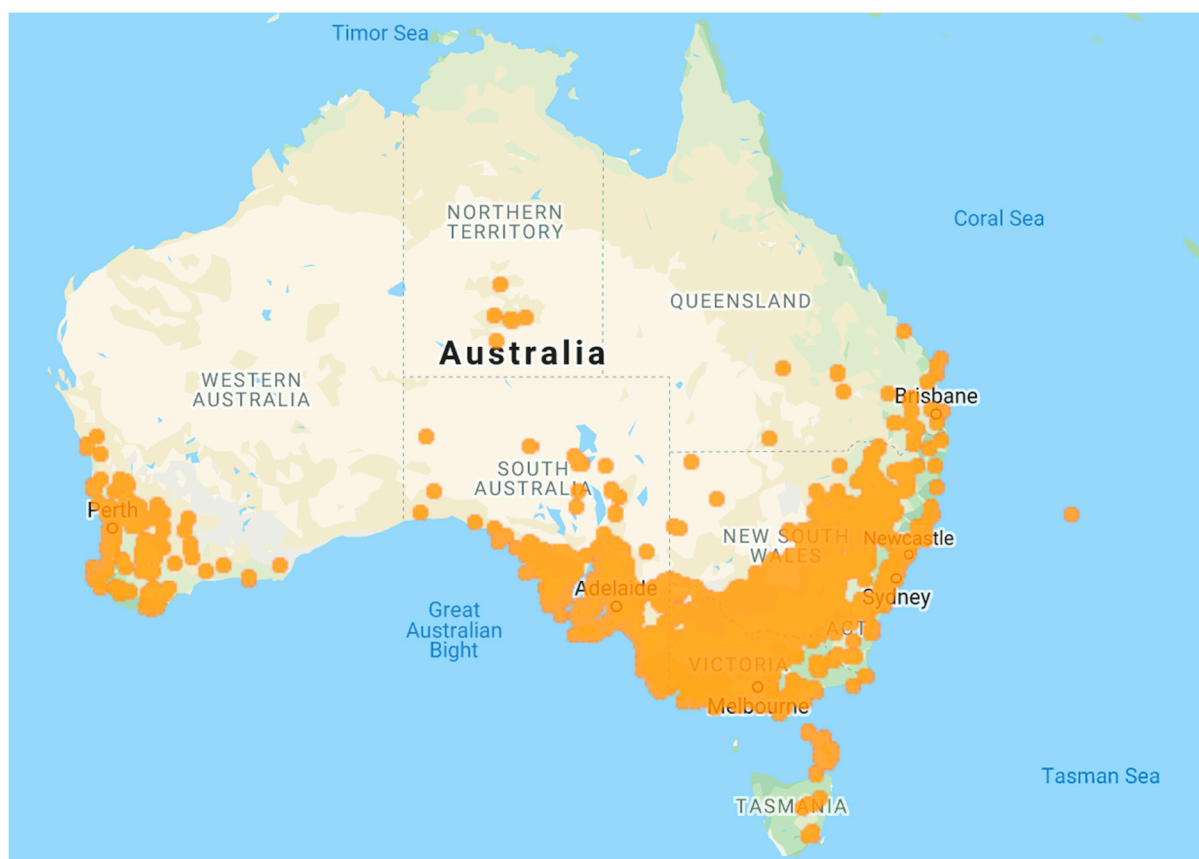 Timor Sea
NORTHERN
TERRITORY
Coral Sea
QUEENSLAND
Australia
WESTERN
AUSTRALIA
Brisbane
SOUTH
AUSTRALIA
Perth
NEW SOUTH
WALES
Newcastle
Adelaide
Sydney
Great
Australian
Bight
ACT
VICTORIA
Melbourne
Tasman Sea
TASMANIA